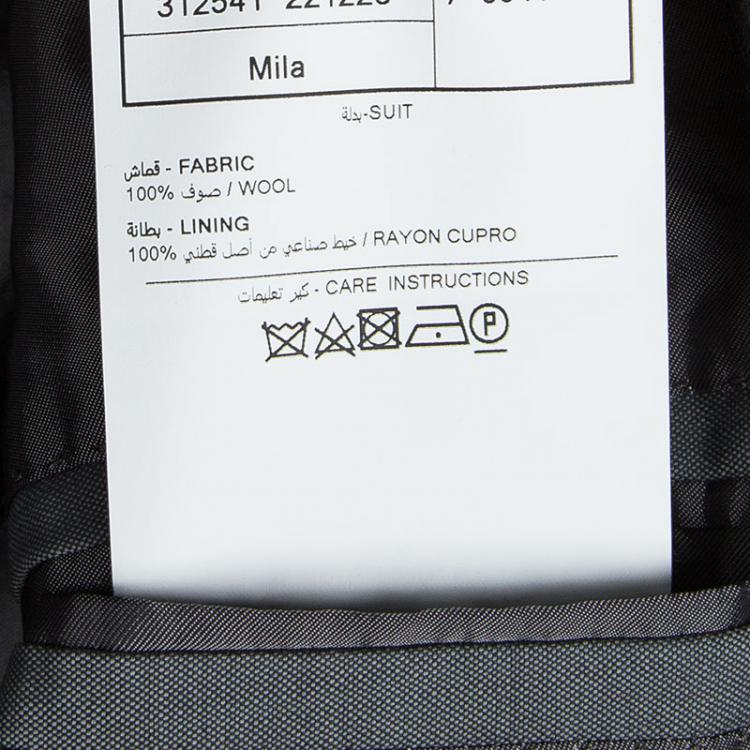 Mila
بدلة-SUIT
قماش - FABRIC
100% صوف / WOOL
بطانة - LINING
100% خيط صناعي من أصل قطني / RAYON CUPRO
كير تعليمات - CARE INSTRUCTIONS
P